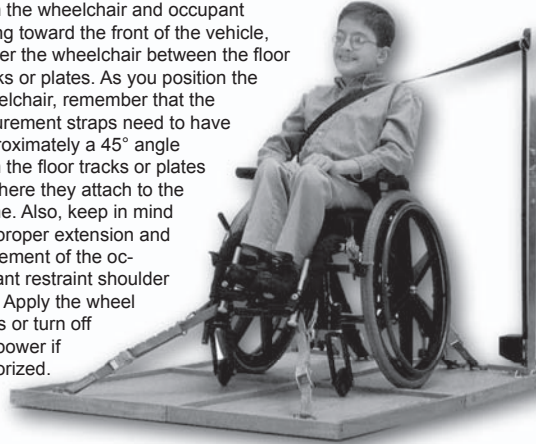 the wheelchair and occupant
ng toward the front of the vehicle,
er the wheelchair between the floor
ks or plates. As you position the
elchair, remember that the
urement straps need to have
roximately a 45° angle
n the floor tracks or plates
here they attach to the
ne. Also, keep in mind
proper extension and
ement of the oc-
ant restraint shoulder
Apply the wheel
s or turn off
power if
orized.